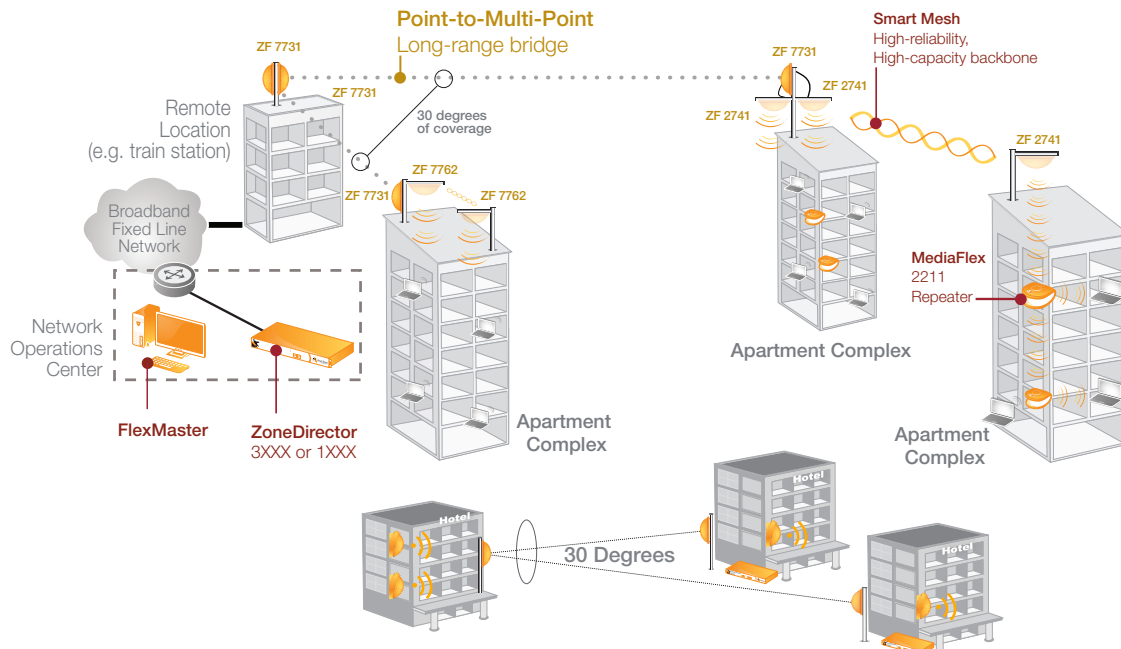 Point-to-Multi-Point
Long-range bridge
Smart Mesh
High-reliability,
High-capacity backbone
ZF 7731
ZF 7731
ZF 7731
ZF 2741
ZF 2741
30 degrees
of coverage
Remote
Location
(e.g. train station)
ZF 7731
ZF 7762
ZF 7762
ZF 2741
Broadband
Fixed Line
Network
MediaFlex
2211
Repeater
Network
Operations
Center
Apartment Complex
FlexMaster
ZoneDirector
3XXX or 1XXX
Apartment
Complex
Apartment
Complex
Hotel
Hotel
Hotel
30 Degrees